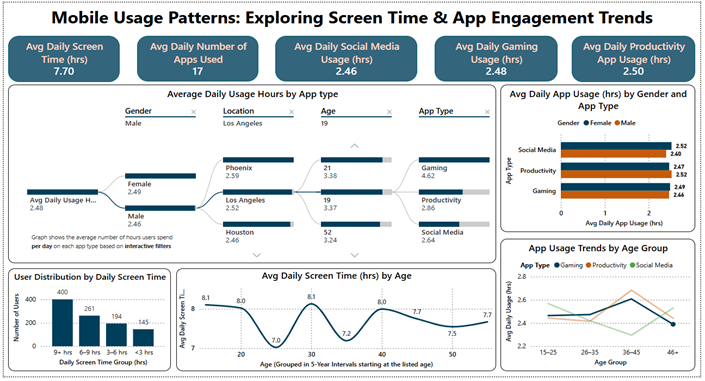 Mobile Usage Patterns: Exploring Screen Time & App Engagement Trends
Avg Daily Screen
Time (hrs)
7.70
Avg Daily Number of
Apps Used
17
Avg Daily Social Media
Usage (hrs)
2.46
Avg Daily Gaming
Usage (hrs)
2.48
Avg Daily Productivity
App Usage (hrs)
2.50
Average Daily Usage Hours by App type
Gender
Male
Location
Los Angeles
Age
19
App Type
Avg Daily Usage H...
2.48
Female
2.49
Male
2.46
Phoenix
2.59
Los Angeles
2.52
Houston
2.46
21
3.38
19
3.37
52
3.24
Gaming
4.62
Productivity
2.86
Social Media
2.64
Graph shows the average number of hours users spend
per day on each app type based on interactive filters
Avg Daily App Usage (hrs) by Gender and
App Type
Gender Female Male
App Type
Social Media 2.52
2.40
Productivity 2.47
2.52
Gaming 2.49
2.46
0 1 2
Avg Daily App Usage (hrs)
User Distribution by Daily Screen Time
Number of Users
400
200
0
400
261
194
145
9+ hrs 6–9 hrs 3–6 hrs <3 hrs
Daily Screen Time Group (hrs)
Avg Daily Screen Time (hrs) by Age
Avg Daily Screen Ti...
8
7
8.1 8.0 7.0 8.1 7.2 8.0 7.7 7.5 7.7
20 30 40 50
Age (Grouped in 5-Year Intervals starting at the listed age)
App Usage Trends by Age Group
App Type Gaming Productivity Social Media
Avg Daily Usage (hrs)
2.8
2.6
2.4
2.2
15–25 26–35 36–45 46+
Age Group